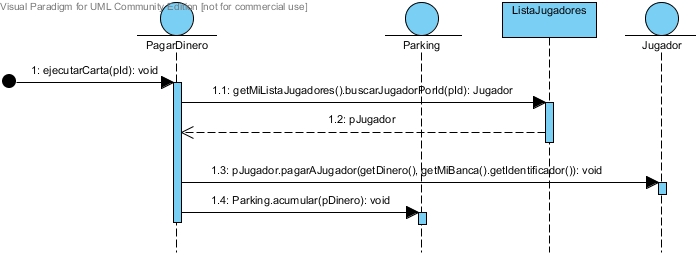 Visual Paradigm for UML Community Edition [not for commercial use]
PagarDinero
Parking
ListaJugadores
Jugador
1: ejecutarCarta(pId): void
1.1: getMiListaJugadores().buscarJugadorPorId(pId): Jugador
1.2: pJugador
1.3: pJugador.pagarAJugador(getDinero(), getMiBanca().getIdentificador()): void
1.4: Parking.acumular(pDinero): void